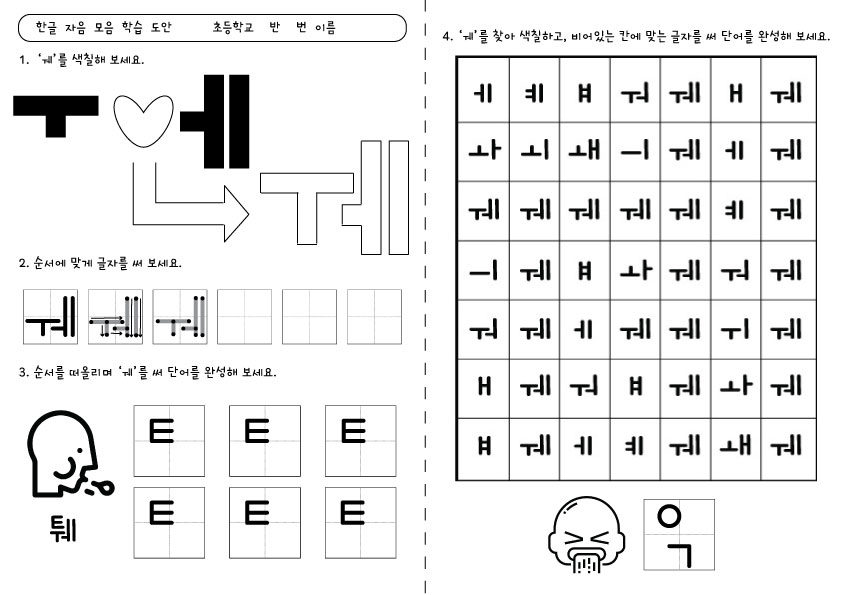 한글 자음 모음 학습 도안 초등학교 반 번 이름
1. ‘ㅞ’를 색칠해 보세요.
ㅜ ㅔ
ㅞ
2. 순서에 맞게 글자를 써 보세요.
ㅞ ㅞ ㅞ
3. 순서를 떠올리며 ‘ㅞ’를 써 단어를 완성해 보세요.
ㅌ ㅌ ㅌ
퉤
ㅌ ㅌ ㅌ
4. ‘ㅞ’를 찾아 색칠하고, 비어있는 칸에 맞는 글자를 써 단어를 완성해 보세요.
ㅔ ㅖ ㅒ ㅝ ㅞ ㅐ ㅞ
ㅘ ㅚ ㅙ ㅢ ㅞ ㅔ ㅞ
ㅞ ㅞ ㅞ ㅞ ㅞ ㅖ ㅞ
ㅢ ㅞ ㅒ ㅘ ㅞ ㅝ ㅞ
ㅝ ㅞ ㅔ ㅞ ㅞ ㅟ ㅞ
ㅐ ㅞ ㅝ ㅒ ㅞ ㅘ ㅞ
ㅒ ㅞ ㅔ ㅖ ㅞ ㅙ ㅞ
ㅇ
ㄱ